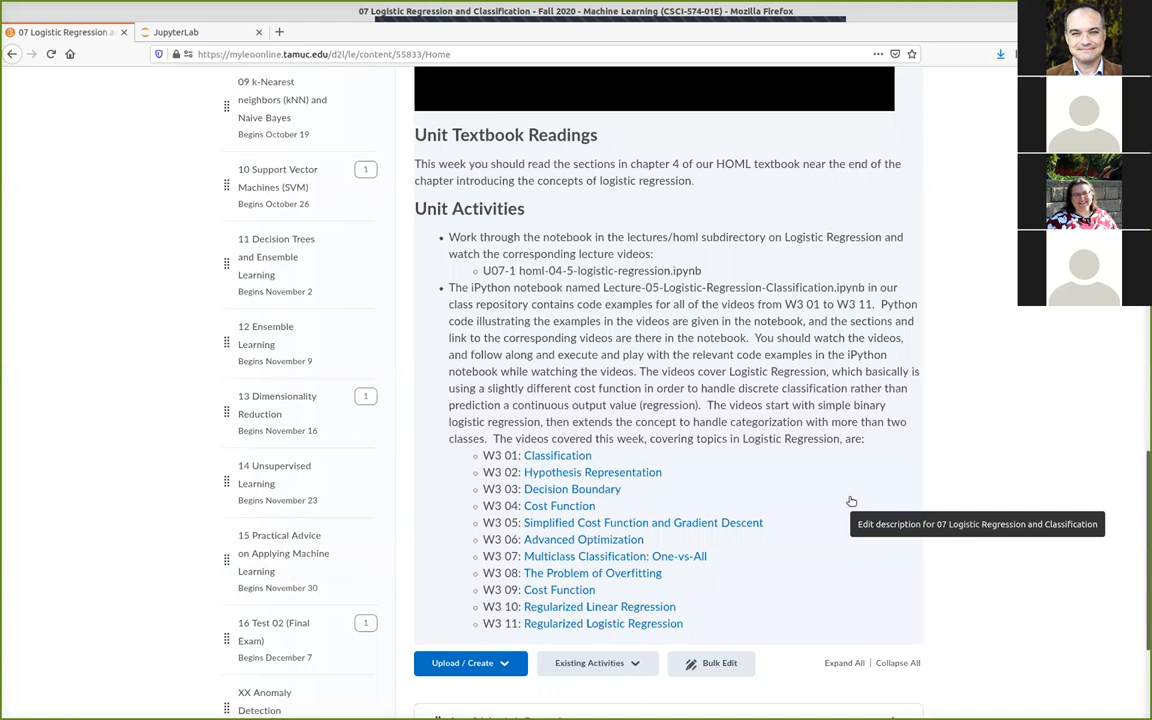 07 Logistic Regression and Classification - Fall 2020 - Machine Learning (CSCI-574-01E) - Mozilla Firefox
07 Logistic Regression a
JupyterLab
https://myleoonline.tamuc.edu/d2l/le/content/55833/Home
09 k-Nearest
neighbors (kNN) and
Naive Bayes
Begins October 19
10 Support Vector
Machines (SVM)
Begins October 26
1
11 Decision Trees
and Ensemble
Learning
Begins November 2
12 Ensemble
Learning
Begins November 9
13 Dimensionality
Reduction
Begins November 16
1
14 Unsupervised
Learning
Begins November 23
15 Practical Advice
on Applying Machine
Learning
Begins November 30
16 Test 02 (Final
Exam)
Begins December 7
1
XX Anomaly
Detection
Unit Textbook Readings
This week you should read the sections in chapter 4 of our HOML textbook near the end of the
chapter introducing the concepts of logistic regression.
Unit Activities
Work through the notebook in the lectures/homl subdirectory on Logistic Regression and
watch the corresponding lecture videos:
U07-1 homl-04-5-logistic-regression.ipynb
The iPython notebook named Lecture-05-Logistic-Regression-Classification.ipynb in our
class repository contains code examples for all of the videos from W3 01 to W3 11. Python
code illustrating the examples in the videos are given in the notebook, and the sections and
link to the corresponding videos are there in the notebook. You should watch the videos,
and follow along and execute and play with the relevant code examples in the iPython
notebook while watching the videos. The videos cover Logistic Regression, which basically is
using a slightly different cost function in order to handle discrete classification rather than
prediction a continuous output value (regression). The videos start with simple binary
logistic regression, then extends the concept to handle categorization with more than two
classes. The videos covered this week, covering topics in Logistic Regression, are:
W3 01: Classification
W3 02: Hypothesis Representation
W3 03: Decision Boundary
W3 04: Cost Function
W3 05: Simplified Cost Function and Gradient Descent
W3 06: Advanced Optimization
W3 07: Multiclass Classification: One-vs-All
W3 08: The Problem of Overfitting
W3 09: Cost Function
W3 10: Regularized Linear Regression
W3 11: Regularized Logistic Regression
Edit description for 07 Logistic Regression and Classification
Upload / Create
Existing Activities
Bulk Edit
Expand All | Collapse All